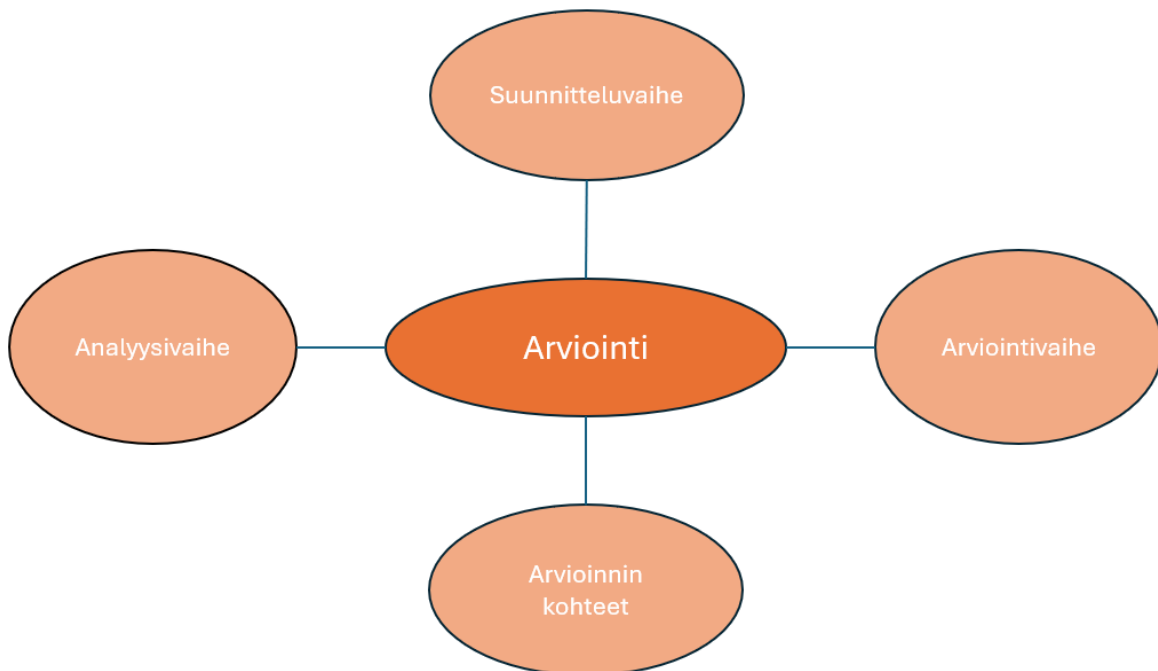 Suunnitteluvaihe
Analyysivaihe
Arviointi
Arviointivaihe
Arvioinnin
kohteet